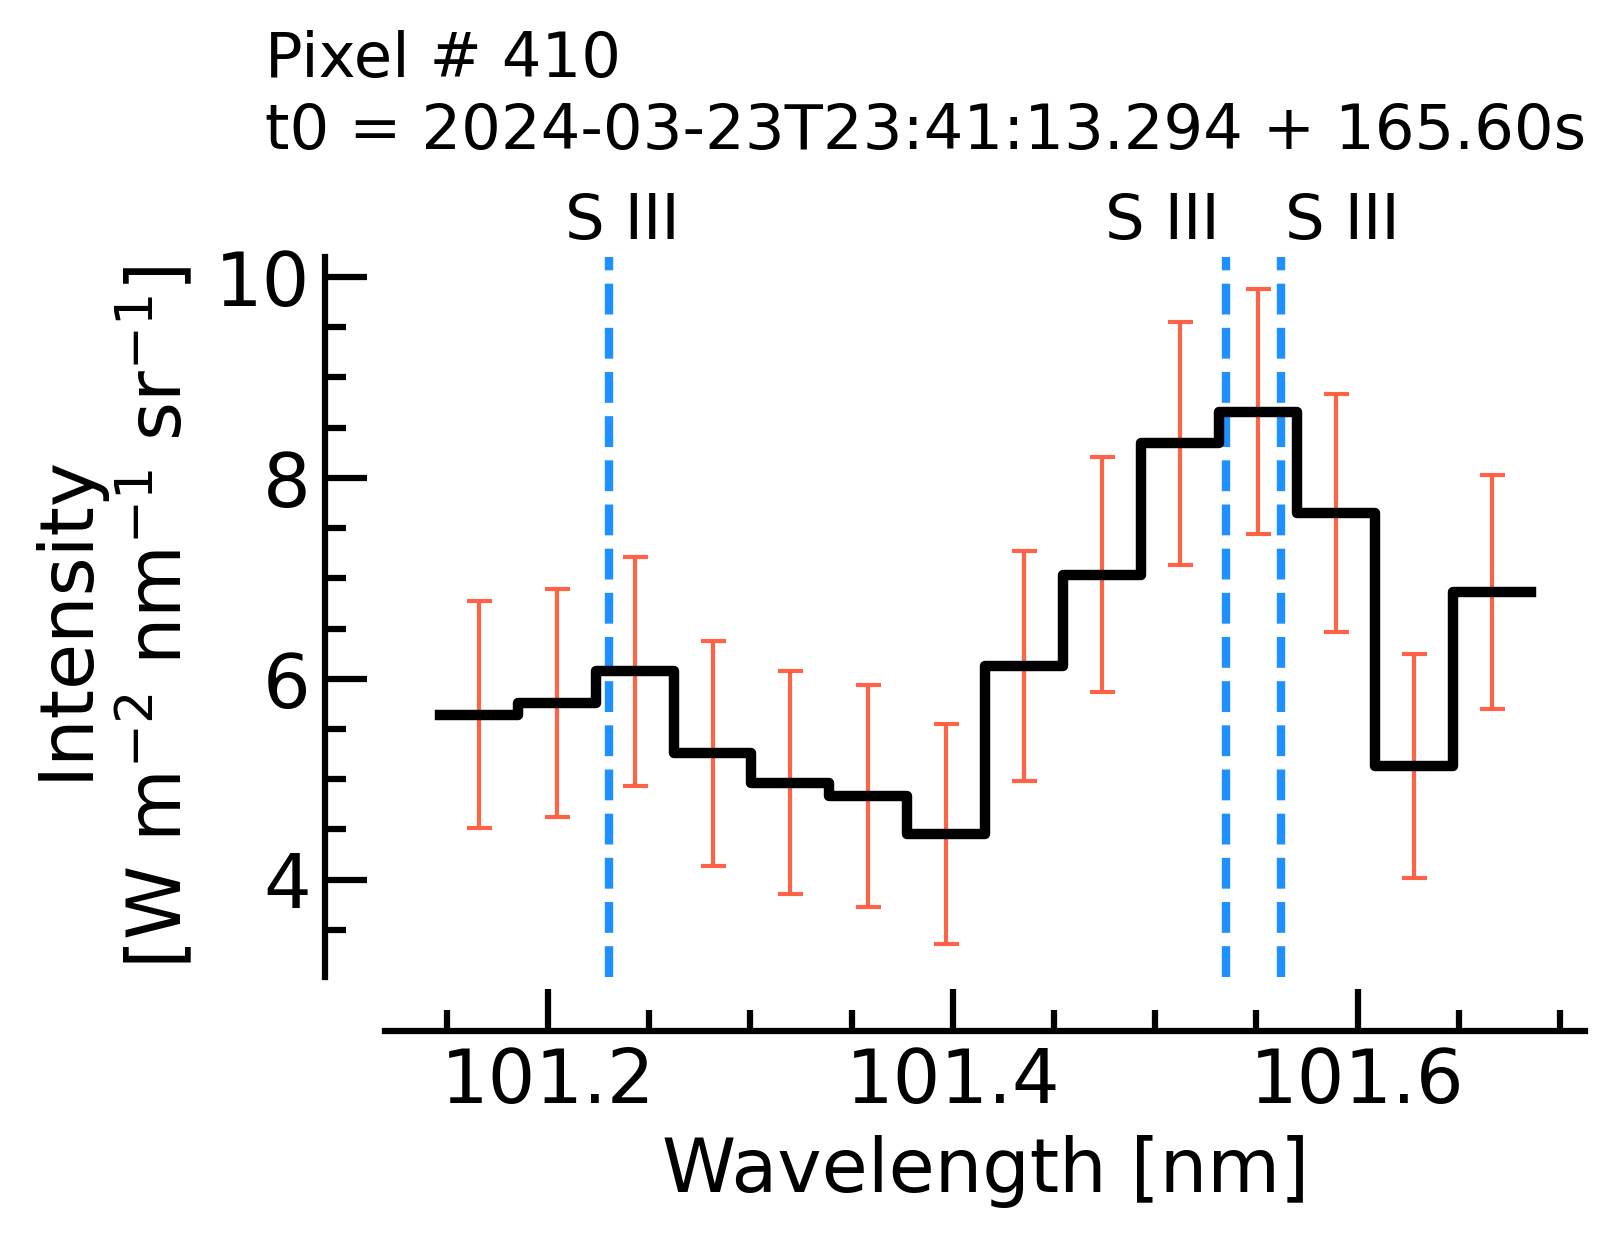 Pixel # 410
t0 = 2024-03-23T23:41:13.294 + 165.60s
S III S III S III
Intensity
[W m⁻² nm⁻¹ sr⁻¹]
10
8
6
4
101.2 101.4 101.6
Wavelength [nm]